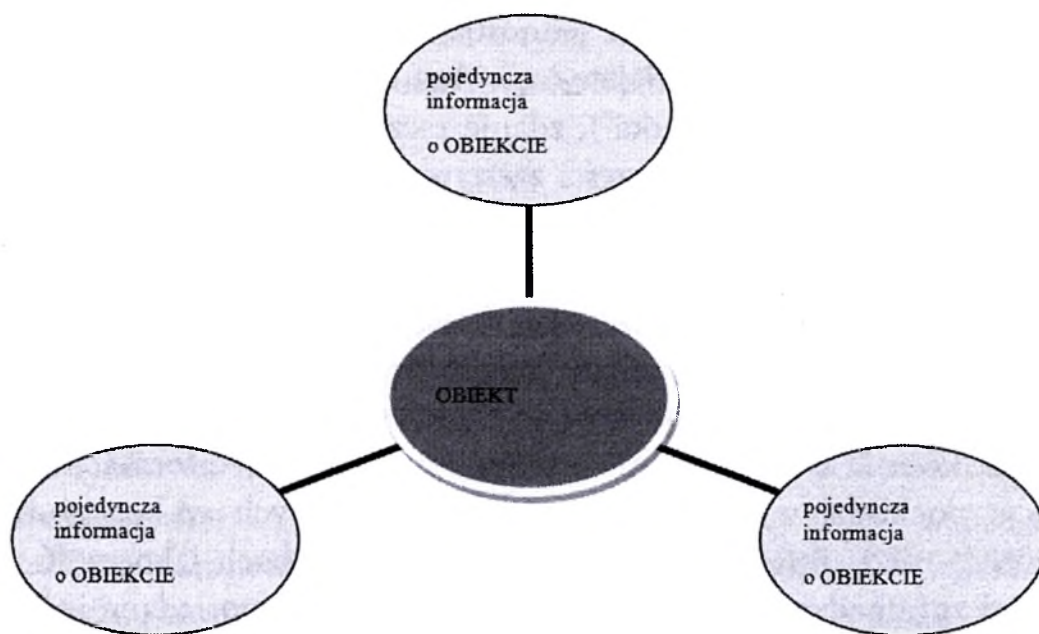 pojedyncza
informacja
o OBIEKCIE
OBIEKT
pojedyncza
informacja
o OBIEKCIE
pojedyncza
informacja
o OBIEKCIE